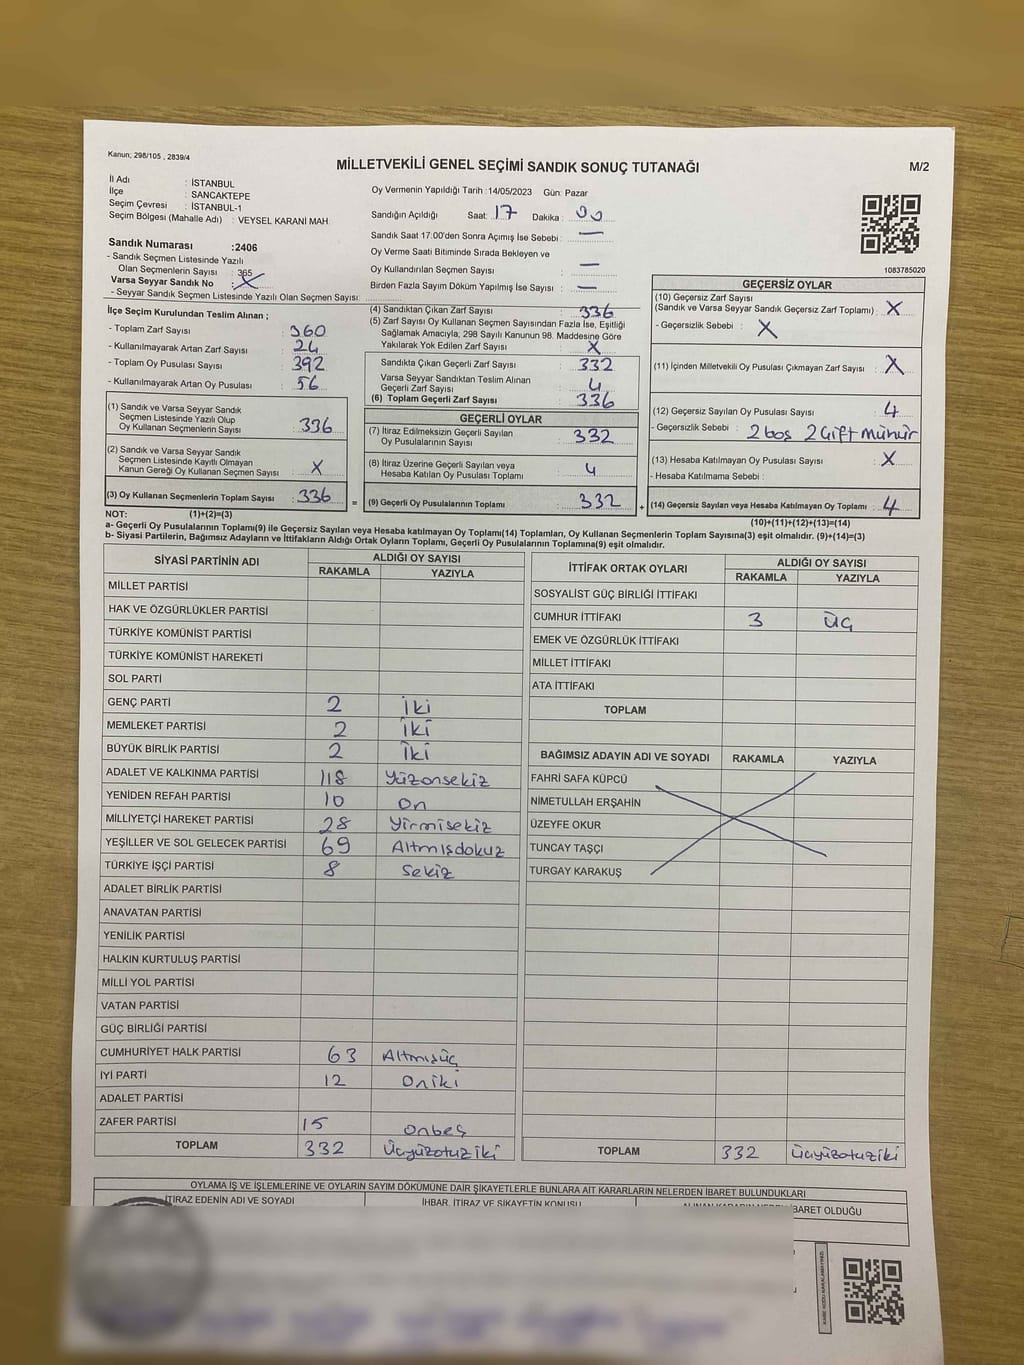 Kanun; 298/105 , 2839/4
MİLLETVEKİLİ GENEL SEÇİMİ SANDIK SONUÇ TUTANAĞI
M/2
İl Adı : İSTANBUL
İlçe : SANCAKTEPE
Seçim Çevresi : İSTANBUL-1
Seçim Bölgesi (Mahalle Adı) : VEYSEL KARANİ MAH.
Sandık Numarası :2406
- Sandık Seçmen Listesinde Yazılı
Olan Seçmenlerin Sayısı : 365
Varsa Seyyar Sandık No : X
- Seyyar Sandık Seçmen Listesinde Yazılı Olan Seçmen Sayısı:
Oy Vermenin Yapıldığı Tarih :14/05/2023 Gün: Pazar
Sandığın Açıldığı Saat: 17 Dakika : 00
Sandık Saat 17:00'den Sonra Açımış İse Sebebi : —
Oy Verme Saati Bitiminde Sırada Bekleyen ve
Oy Kullandırılan Seçmen Sayısı : —
Birden Fazla Sayım Döküm Yapılmış İse Sayısı : —
1083785020
İlçe Seçim Kurulundan Teslim Alınan ;
- Toplam Zarf Sayısı : 360
- Kullanılmayarak Artan Zarf Sayısı : 24
- Toplam Oy Pusulası Sayısı : 392
- Kullanılmayarak Artan Oy Pusulası : 56
(1) Sandık ve Varsa Seyyar Sandık
Seçmen Listesinde Yazılı Olup
Oy Kullanan Seçmenlerin Sayısı : 336
(2) Sandık ve Varsa Seyyar Sandık
Seçmen Listesinde Kayıtlı Olmayan
Kanun Gereği Oy Kullanan Seçmen Sayısı : X
(3) Oy Kullanan Seçmenlerin Toplam Sayısı : 336 =
(4) Sandıktan Çıkan Zarf Sayısı : 336
(5) Zarf Sayısı Oy Kullanan Seçmen Sayısından Fazla İse, Eşitliği
Sağlamak Amacıyla, 298 Sayılı Kanunun 98. Maddesine Göre
Yakılarak Yok Edilen Zarf Sayısı : X
Sandıkta Çıkan Geçerli Zarf Sayısı : 332
Varsa Seyyar Sandıktan Teslim Alınan
Geçerli Zarf Sayısı : 4
(6) Toplam Geçerli Zarf Sayısı : 336
GEÇERLİ OYLAR
(7) İtiraz Edilmeksizin Geçerli Sayılan
Oy Pusulalarının Sayısı : 332
(8) İtiraz Üzerine Geçerli Sayılan veya
Hesaba Katılan Oy Pusulası Toplamı : 4
(9) Geçerli Oy Pusulalarının Toplamı : 332 +
GEÇERSİZ OYLAR
(10) Geçersiz Zarf Sayısı
(Sandık ve Varsa Seyyar Sandık Geçersiz Zarf Toplamı) : X
- Geçersizlik Sebebi : X
(11) İçinden Milletvekili Oy Pusulası Çıkmayan Zarf Sayısı : X
(12) Geçersiz Sayılan Oy Pusulası Sayısı : 4
- Geçersizlik Sebebi : 2 boş 2 Çift Mühür
(13) Hesaba Katılmayan Oy Pusulası Sayısı : X
- Hesaba Katılmama Sebebi :
(14) Geçersiz Sayılan veya Hesaba Katılmayan Oy Toplamı : 4
NOT: (1)+(2)=(3)
(10)+(11)+(12)+(13)=(14)
a- Geçerli Oy Pusulalarının Toplamı(9) ile Geçersiz Sayılan veya Hesaba katılmayan Oy Toplamı(14) Toplamları, Oy Kullanan Seçmenlerin Toplam Sayısına(3) eşit olmalıdır. (9)+(14)=(3)
b- Siyasi Partilerin, Bağımsız Adayların ve İttifakların Aldığı Ortak Oyların Toplamı, Geçerli Oy Pusulalarının Toplamına(9) eşit olmalıdır.
SİYASİ PARTİNİN ADI ALDIĞI OY SAYISI
RAKAMLA YAZIYLA
MİLLET PARTİSİ
HAK VE ÖZGÜRLÜKLER PARTİSİ
TÜRKİYE KOMÜNİST PARTİSİ
TÜRKİYE KOMÜNİST HAREKETİ
SOL PARTİ
GENÇ PARTİ 2 İki
MEMLEKET PARTİSİ 2 İki
BÜYÜK BİRLİK PARTİSİ 2 İki
ADALET VE KALKINMA PARTİSİ 118 Yüzonsekiz
YENİDEN REFAH PARTİSİ 10 On
MİLLİYETÇİ HAREKET PARTİSİ 28 Yirmisekiz
YEŞİLLER VE SOL GELECEK PARTİSİ 69 Altmışdokuz
TÜRKİYE İŞÇİ PARTİSİ 8 Sekiz
ADALET BİRLİK PARTİSİ
ANAVATAN PARTİSİ
YENİLİK PARTİSİ
HALKIN KURTULUŞ PARTİSİ
MİLLİ YOL PARTİSİ
VATAN PARTİSİ
GÜÇ BİRLİĞİ PARTİSİ
CUMHURİYET HALK PARTİSİ 63 Altmışüç
İYİ PARTİ 12 Oniki
ADALET PARTİSİ
ZAFER PARTİSİ 15 Onbeş
TOPLAM 332 Üçyüzotuziki
İTTİFAK ORTAK OYLARI ALDIĞI OY SAYISI
RAKAMLA YAZIYLA
SOSYALİST GÜÇ BİRLİĞİ İTTİFAKI
CUMHUR İTTİFAKI 3 Üç
EMEK VE ÖZGÜRLÜK İTTİFAKI
MİLLET İTTİFAKI
ATA İTTİFAKI
TOPLAM
BAĞIMSIZ ADAYIN ADI VE SOYADI RAKAMLA YAZIYLA
FAHRİ SAFA KÜPCÜ
NİMETULLAH ERŞAHİN
ÜZEYFE OKUR
TUNCAY TAŞÇI
TURGAY KARAKUŞ
TOPLAM 332 Üçyüzotuziki
OYLAMA İŞ VE İŞLEMLERİNE VE OYLARIN SAYIM DÖKÜMÜNE DAİR ŞİKAYETLERLE BUNLARA AİT KARARLARIN NELERDEN İBARET BULUNDUKLARI
İTİRAZ EDENİN ADI VE SOYADI İHBAR, İTİRAZ VE ŞİKAYETİN KONUSU ALINAN KARARIN NEDEN İBARET OLDUĞU